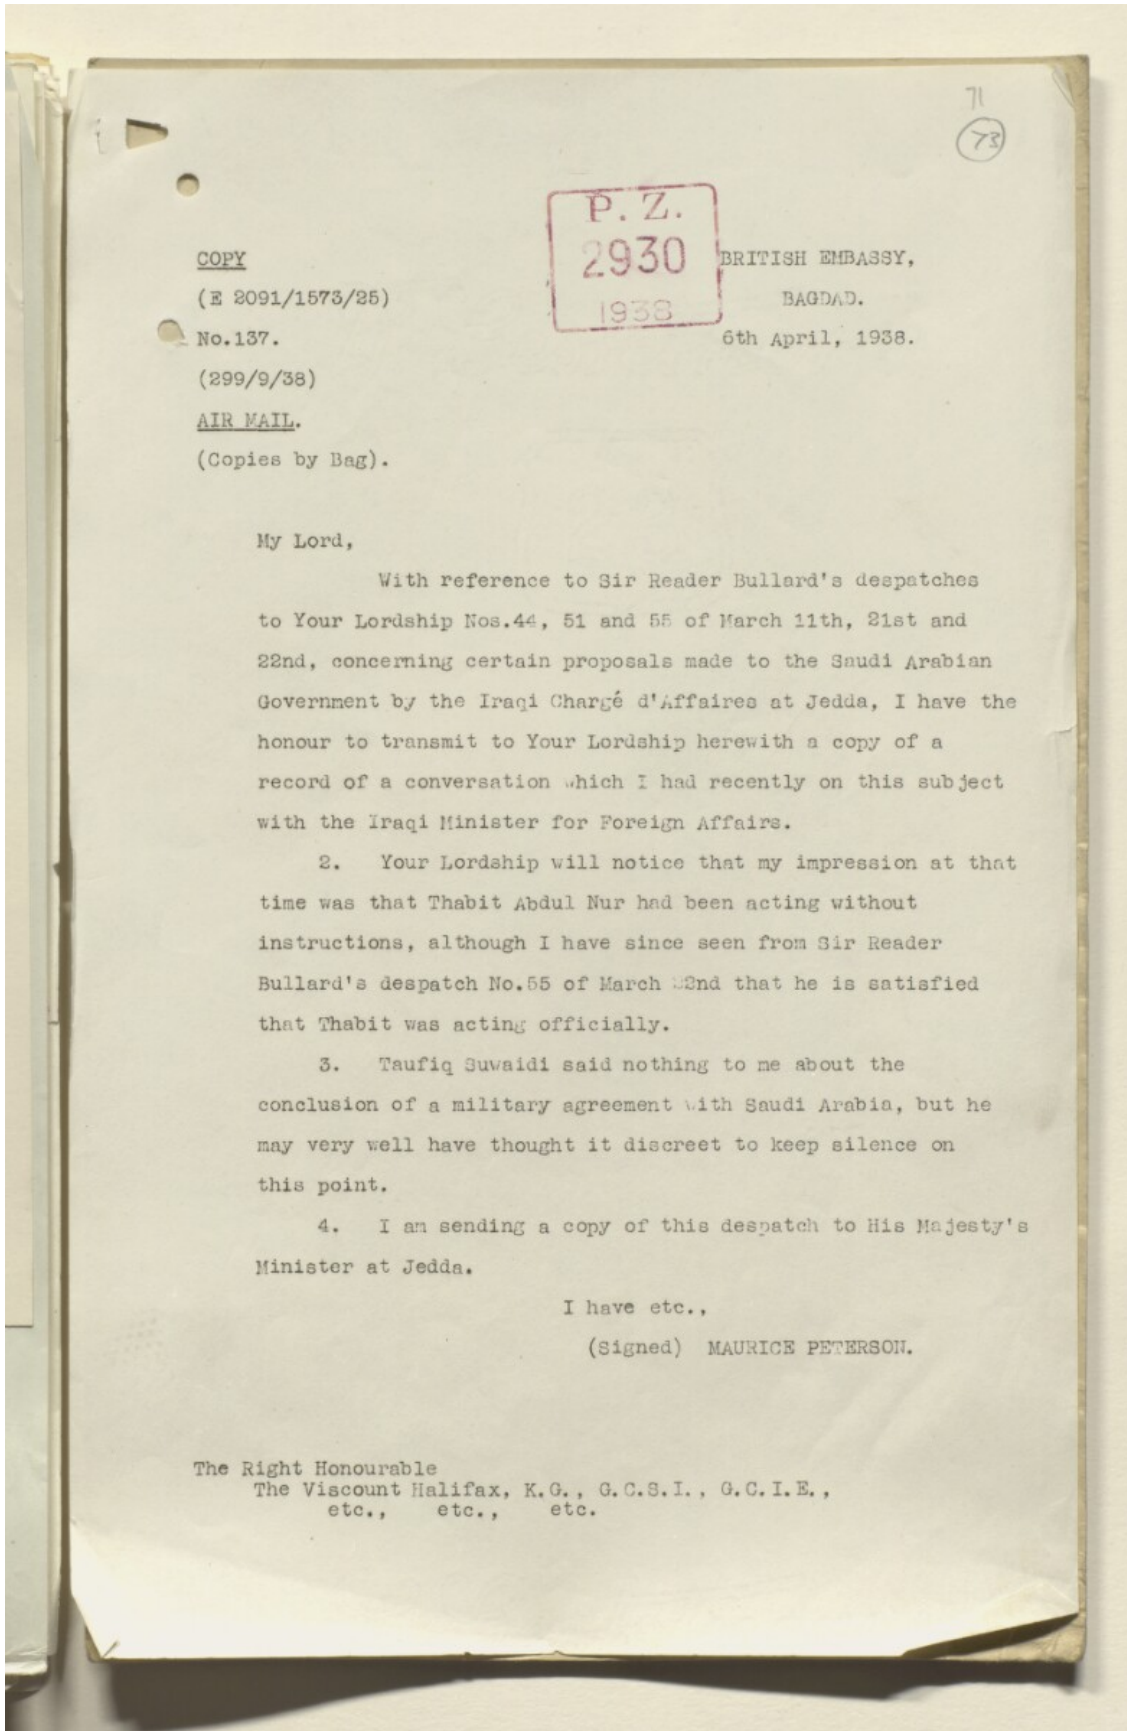 71
73
P. Z.
2930
1938
COPY
(E 2091/1573/25)
No.137.
(299/9/38)
AIR MAIL.
(Copies by Bag).
BRITISH EMBASSY,
BAGDAD.
6th April, 1938.
My Lord,
With reference to Sir Reader Bullard's despatches
to Your Lordship Nos.44, 51 and 55 of March 11th, 21st and
22nd, concerning certain proposals made to the Saudi Arabian
Government by the Iraqi Chargé d'Affaires at Jedda, I have the
honour to transmit to Your Lordship herewith a copy of a
record of a conversation which I had recently on this subject
with the Iraqi Minister for Foreign Affairs.
2. Your Lordship will notice that my impression at that
time was that Thabit Abdul Nur had been acting without
instructions, although I have since seen from Sir Reader
Bullard's despatch No.55 of March 22nd that he is satisfied
that Thabit was acting officially.
3. Taufiq Suwaidi said nothing to me about the
conclusion of a military agreement with Saudi Arabia, but he
may very well have thought it discreet to keep silence on
this point.
4. I am sending a copy of this despatch to His Majesty's
Minister at Jedda.
I have etc.,
(Signed) MAURICE PETERSON.
The Right Honourable
The Viscount Halifax, K.G., G.C.S.I., G.C.I.E.,
etc., etc., etc.